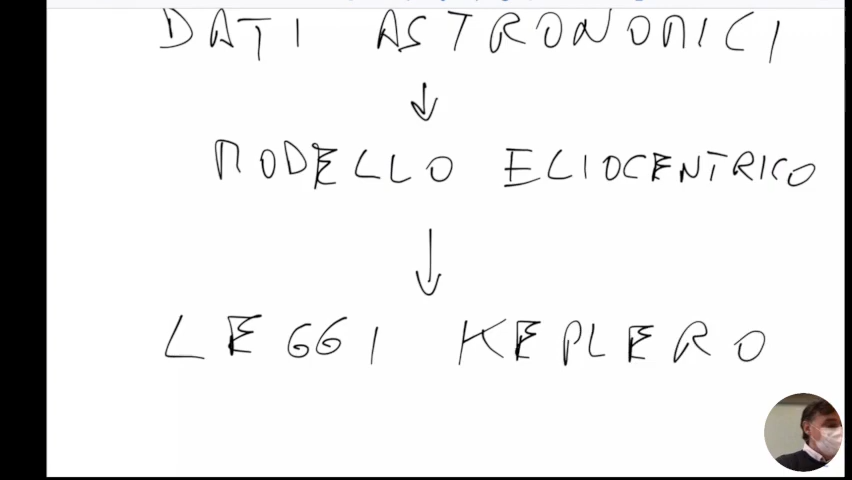 DATI ASTRONOMICI
↓
MODELLO ELIOCENTRICO
↓
LEGGI KEPLERO